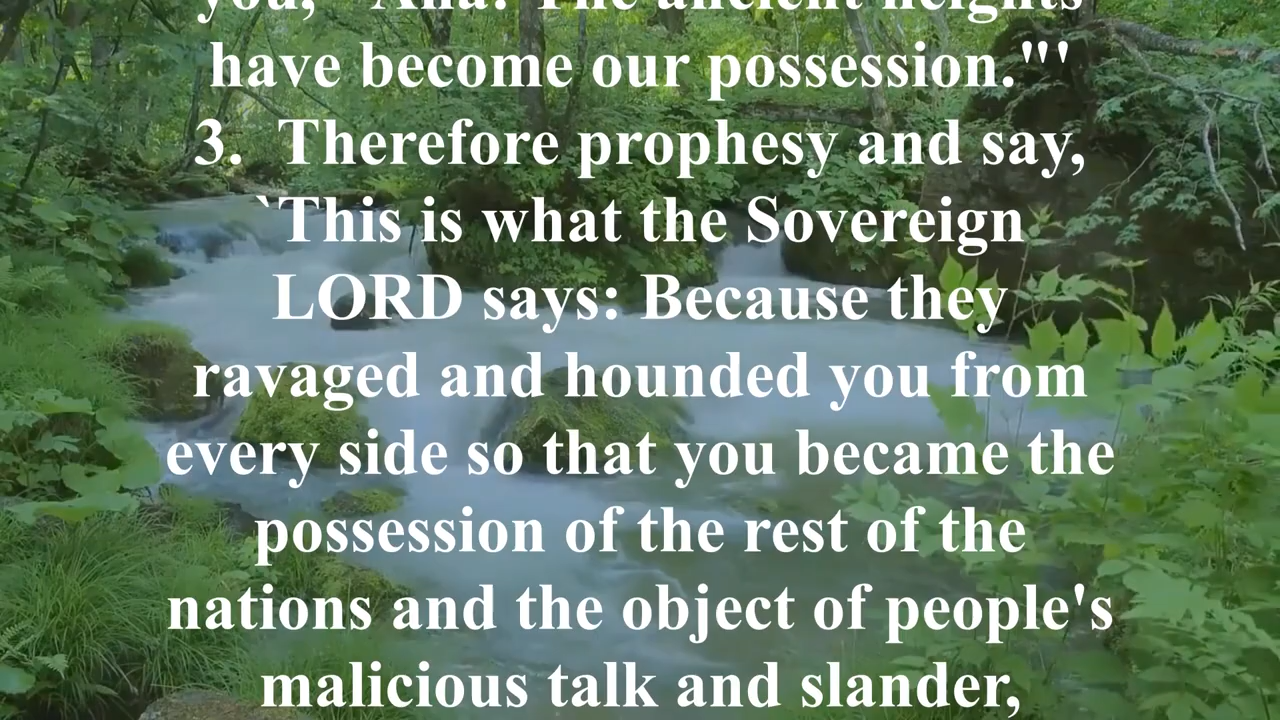 you, "Aha! The ancient heights
have become our possession."'
3. Therefore prophesy and say,
`This is what the Sovereign
LORD says: Because they
ravaged and hounded you from
every side so that you became the
possession of the rest of the
nations and the object of people's
malicious talk and slander,